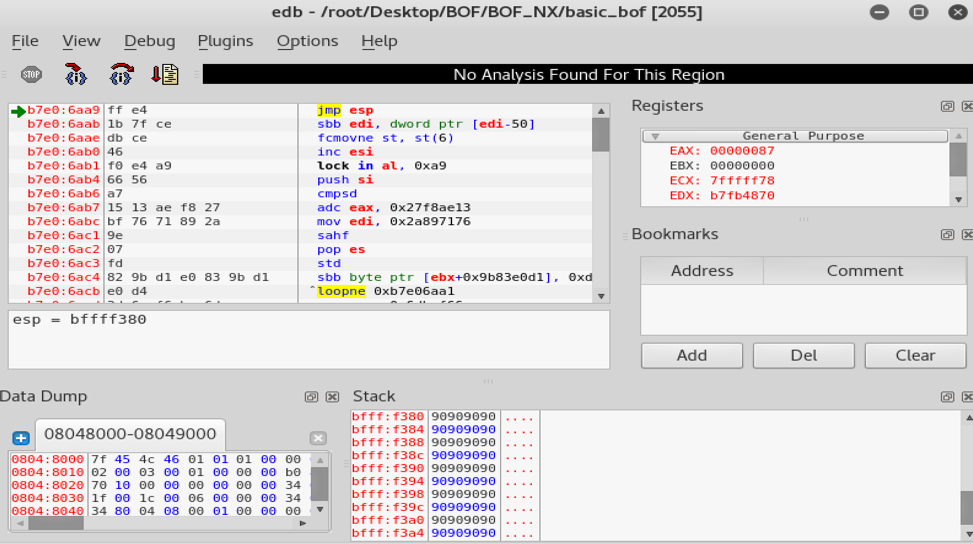 edb - /root/Desktop/BOF/BOF_NX/basic_bof [2055]
File View Debug Plugins Options Help
STOP
No Analysis Found For This Region
b7e0:6aa9 ff e4 jmp esp
b7e0:6aab 1b 7f ce sbb edi, dword ptr [edi-50]
b7e0:6aae db ce fcmovne st, st(6)
b7e0:6ab0 46 inc esi
b7e0:6ab1 f0 e4 a9 lock in al, 0xa9
b7e0:6ab4 66 56 push si
b7e0:6ab6 a7 cmpsd
b7e0:6ab7 15 13 ae f8 27 adc eax, 0x27f8ae13
b7e0:6abc bf 76 71 89 2a mov edi, 0x2a897176
b7e0:6ac1 9e sahf
b7e0:6ac2 07 pop es
b7e0:6ac3 fd std
b7e0:6ac4 82 9b d1 e0 83 9b d1 sbb byte ptr [ebx+0x9b83e0d1], 0xd
b7e0:6acb e0 d4 ^loopne 0xb7e06aa1
esp = bffff380
Registers
General Purpose
EAX: 00000087
EBX: 00000000
ECX: 7fffff78
EDX: b7fb4870
Bookmarks
Address Comment
Add Del Clear
Data Dump
08048000-08049000
0804:8000 7f 45 4c 46 01 01 01 00 00
0804:8010 02 00 03 00 01 00 00 00 b0
0804:8020 70 10 00 00 00 00 00 00 34
0804:8030 1f 00 1c 00 06 00 00 00 34
0804:8040 34 80 04 08 00 01 00 00 00
Stack
bfff:f380 90909090 ....
bfff:f384 90909090 ....
bfff:f388 90909090 ....
bfff:f38c 90909090 ....
bfff:f390 90909090 ....
bfff:f394 90909090 ....
bfff:f398 90909090 ....
bfff:f39c 90909090 ....
bfff:f3a0 90909090 ....
bfff:f3a4 90909090 ....